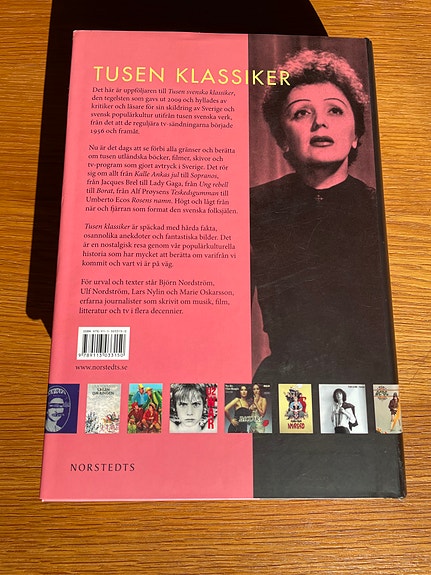 TUSEN KLASSIKER
Det här är uppföljaren till Tusen svenska klassiker,
den tegelsten som gavs ut 2009 och hyllades av
kritiker och läsare för sin skildring av Sverige och
svensk populärkultur utifrån tusen svenska verk,
från det att de reguljära tv-sändningarna började
1956 och framåt.
Nu är det dags att se förbi alla gränser och berätta
om tusen utländska böcker, filmer, skivor och
tv-program som gjort avtryck i Sverige. Det rör
sig om allt från Kalle Ankas jul till Sopranos,
från Jacques Brel till Lady Gaga, från Ung rebell
till Borat, från Alf Prøysens Teskedsgumman till
Umberto Ecos Rosens namn. Högt och lågt från
när och fjärran som format den svenska folksjälen.
Tusen klassiker är späckad med hårda fakta,
osannolika anekdoter och fantastiska bilder. Det
är en nostalgisk resa genom vår populärkulturella
historia som har mycket att berätta om varifrån vi
kommit och vart vi är på väg.
För urval och texter står Björn Nordström,
Ulf Nordström, Lars Nylin och Marie Oskarsson,
erfarna journalister som skrivit om musik, film,
litteratur och tv i flera decennier.
9 789113 033150
www.norstedts.se
NORSTEDTS